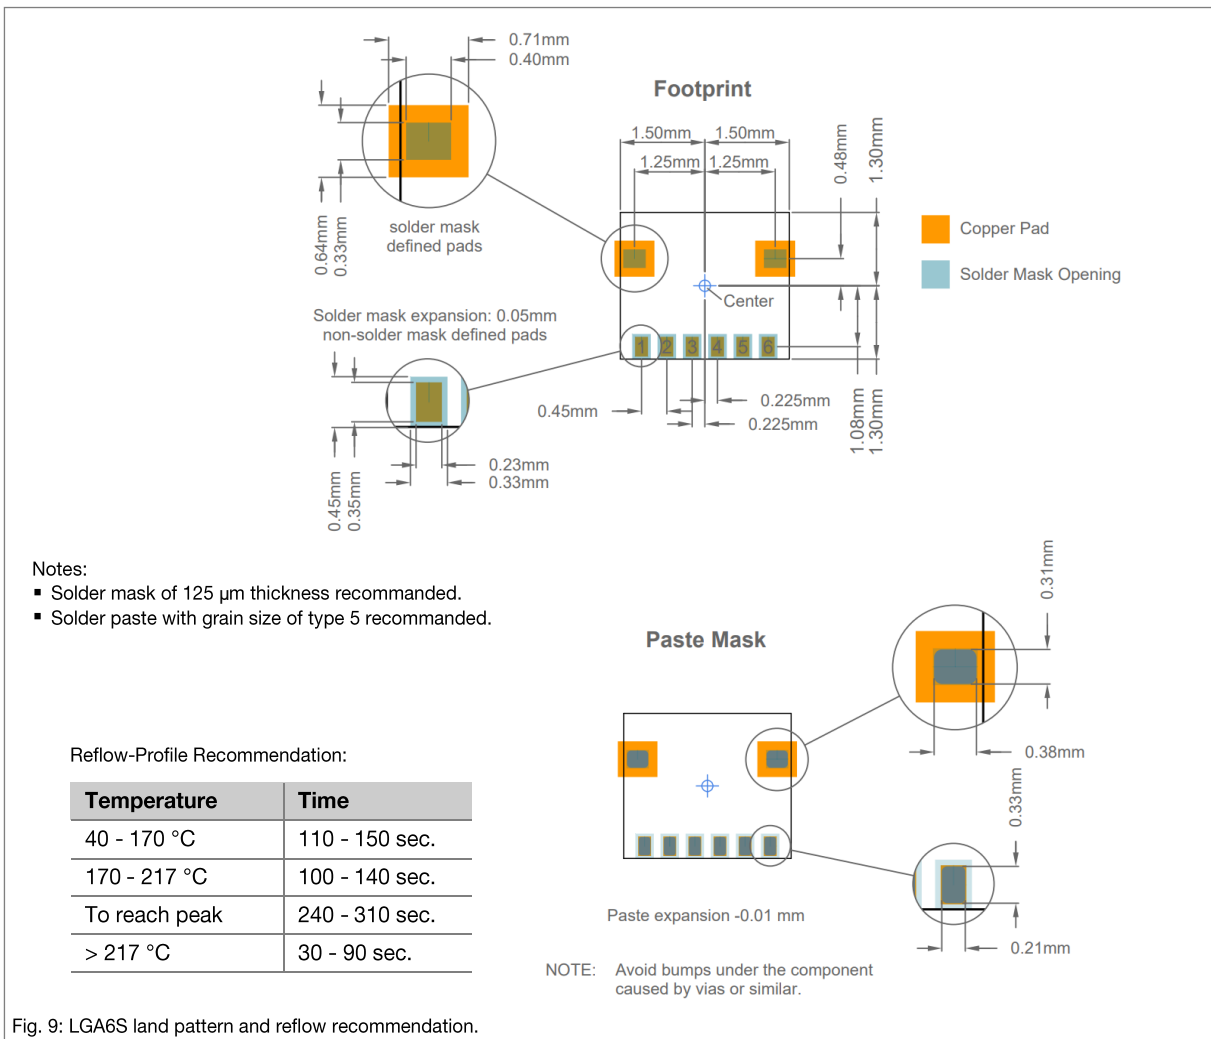 0.71mm
0.40mm
Footprint
1.50mm 1.50mm
1.25mm 1.25mm
0.48mm
1.30mm
0.64mm
0.33mm
solder mask
defined pads
Copper Pad
Solder Mask Opening
Center
Solder mask expansion: 0.05mm
non-solder mask defined pads
1 2 3 4 5 6
0.45mm
0.225mm
0.225mm
1.08mm
1.30mm
0.23mm
0.33mm
0.45mm
0.35mm
Notes:
▪ Solder mask of 125 µm thickness recommanded.
▪ Solder paste with grain size of type 5 recommanded.
Paste Mask
0.31mm
0.38mm
0.33mm
0.21mm
Paste expansion -0.01 mm
NOTE: Avoid bumps under the component
caused by vias or similar.
Reflow-Profile Recommendation:
Temperature Time
40 - 170 °C 110 - 150 sec.
170 - 217 °C 100 - 140 sec.
To reach peak 240 - 310 sec.
> 217 °C 30 - 90 sec.
Fig. 9: LGA6S land pattern and reflow recommendation.